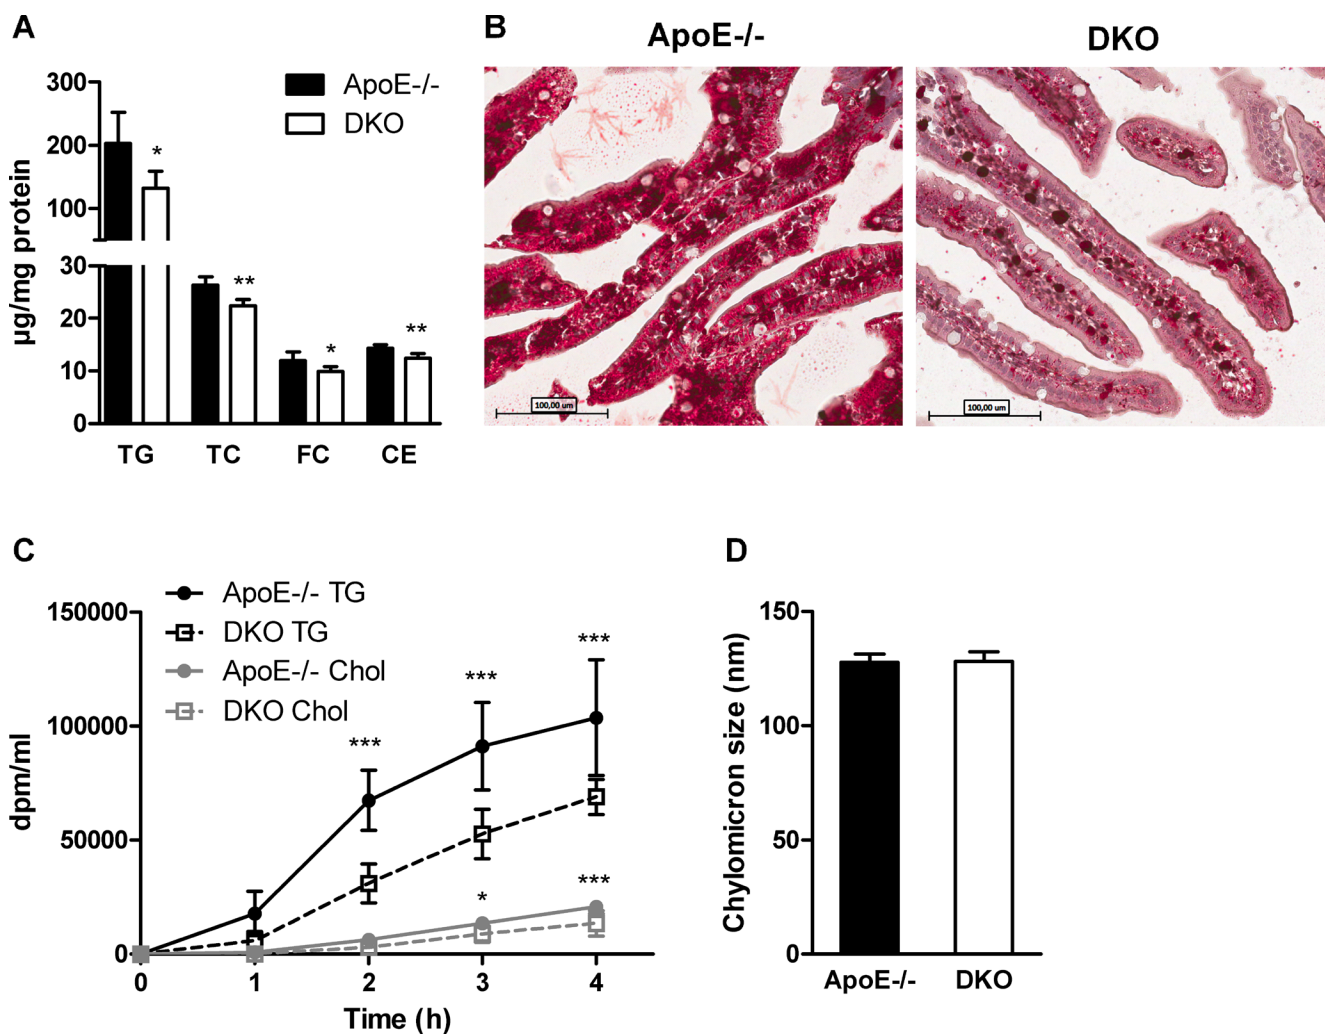 A
ApoE-/-
DKO
μg/mg protein
300
200
100
30
20
10
0
*
**
*
**
TG TC FC CE
B
ApoE-/-
DKO
100,00 um
100,00 um
C
ApoE-/- TG
DKO TG
ApoE-/- Chol
DKO Chol
dpm/ml
150000
100000
50000
0
***
***
***
*
***
0 1 2 3 4
Time (h)
D
Chylomicron size (nm)
150
100
50
0
ApoE-/- DKO